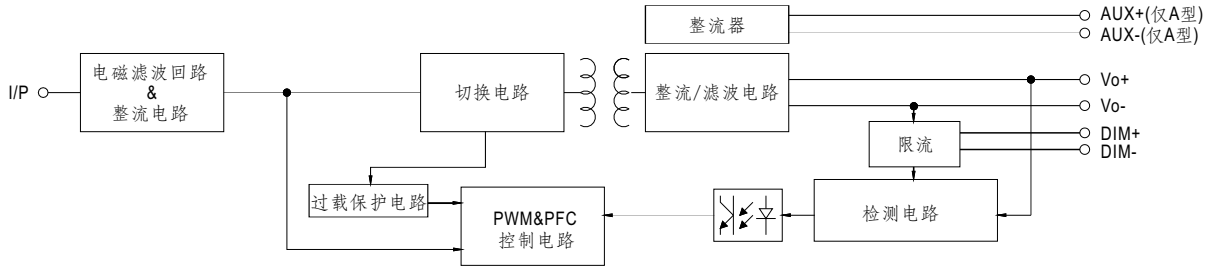 整流器
AUX+(仅A型)
AUX-(仅A型)
I/P
电磁滤波回路
&
整流电路
切换电路
整流/滤波电路
Vo+
Vo-
DIM+
DIM-
限流
过载保护电路
PWM&PFC
控制电路
检测电路